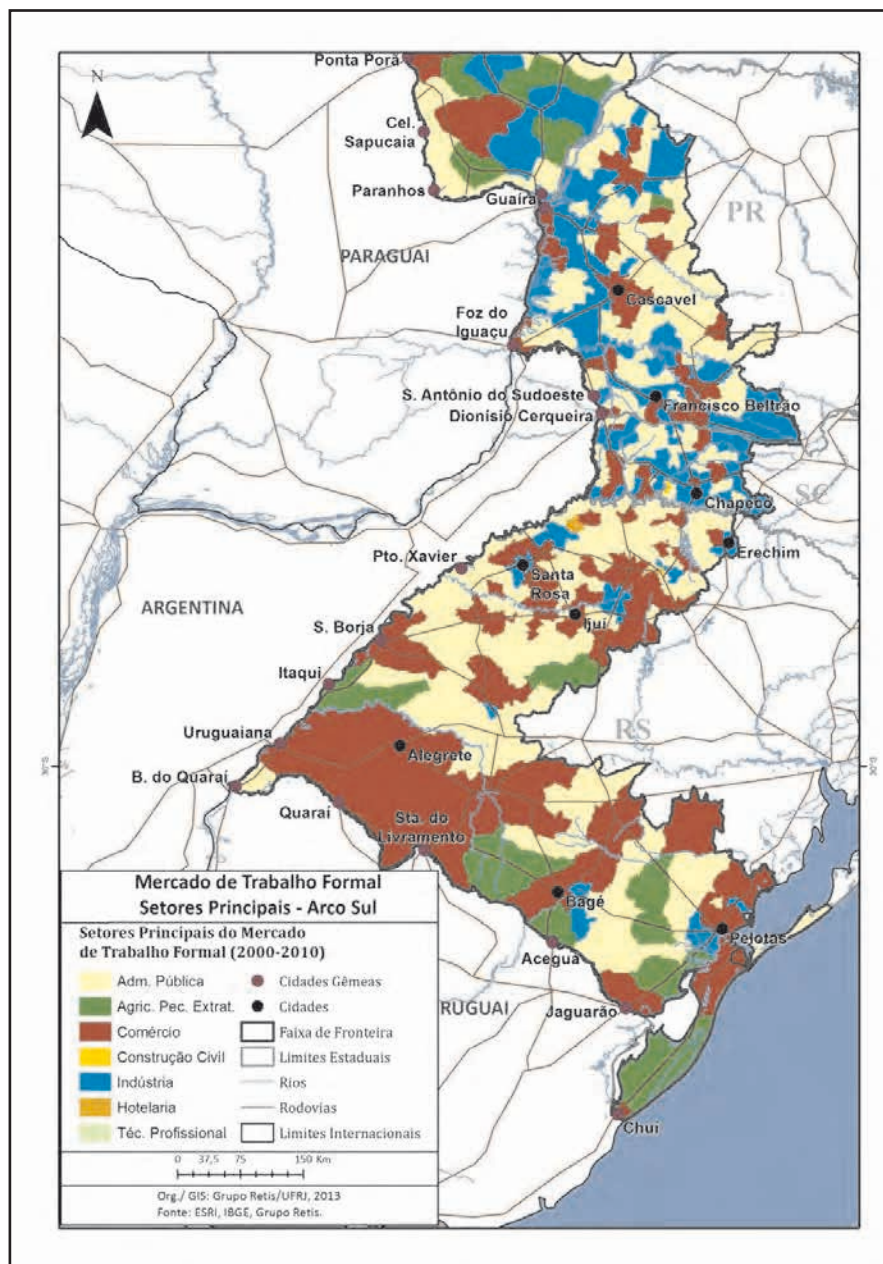 Ponta Porã
N
Cel.
Sapucaia
Paranhos
Guaíra
PR
PARAGUAI
Cascavel
Foz do
Iguaçu
S. Antônio do Sudoeste
Francisco Beltrão
Dionísio Cerqueira
SC
Chapecó
Erechim
Pto. Xavier
Santa
Rosa
ARGENTINA
Ijuí
S. Borja
Itaqui
RS
Uruguaiana
Alegrete
30°S
30°S
B. do Quaraí
Quaraí
Sta. do
Livramento
Bagé
Pelotas
Aceguá
RUGUAI
Jaguarão
Chuí
Mercado de Trabalho Formal
Setores Principais - Arco Sul
Setores Principais do Mercado
de Trabalho Formal (2000-2010)
Adm. Pública
Cidades Gêmeas
Agric. Pec. Extrat.
Cidades
Comércio
Faixa de Fronteira
Construção Civil
Limites Estaduais
Indústria
Rios
Hotelaria
Rodovias
Téc. Profissional
Limites Internacionais
0 37,5 75 150 Km
Org./ GIS: Grupo Retis/UFRJ, 2013
Fonte: ESRI, IBGE, Grupo Retis.